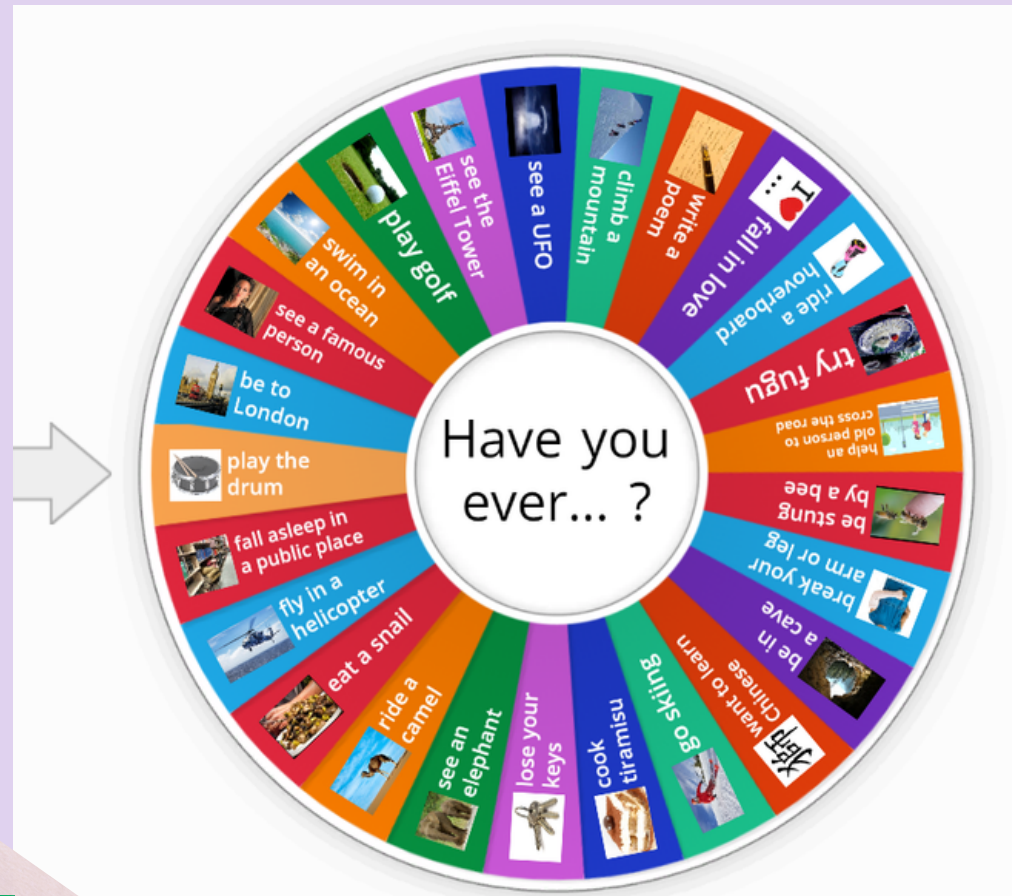 Have you
ever... ?
play the
drum
be to
London
see a famous
person
swim in
an ocean
play golf
see the
Eiffel Tower
see a UFO
climb a
mountain
write a
poem
I ❤
...
fall in love
ride a
hoverboard
try fugu
help an
old person to
cross the road
be stung
by a bee
break your
arm or leg
be in
a cave
want to learn
Chinese
go skiing
cook
tiramisu
lose your
keys
see an
elephant
ride a
camel
eat a snail
fly in a
helicopter
fall asleep in
a public place